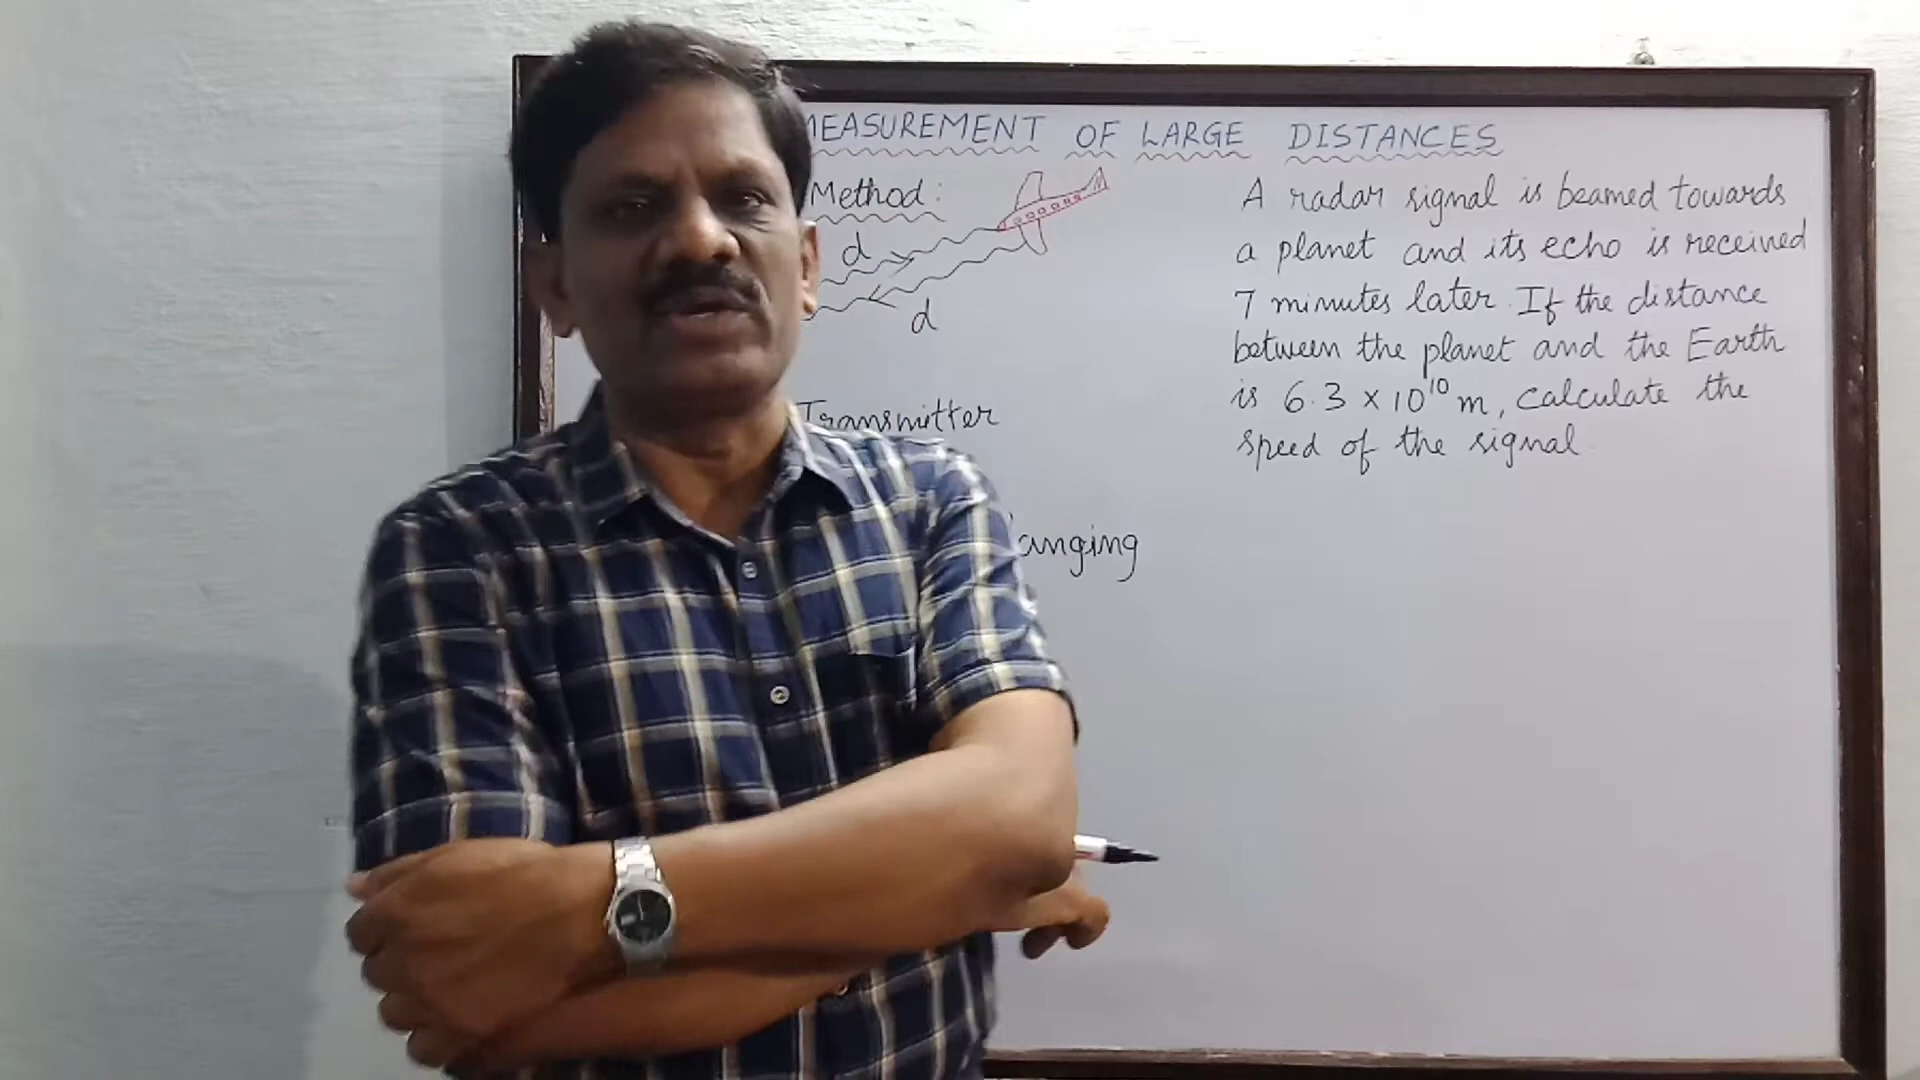 MEASUREMENT OF LARGE DISTANCES
Method:
d
d
Transmitter
anging
A radar signal is beamed towards
a planet and its echo is received
7 minutes later. If the distance
between the planet and the Earth
is 6.3 × 10¹⁰ m, calculate the
speed of the signal.